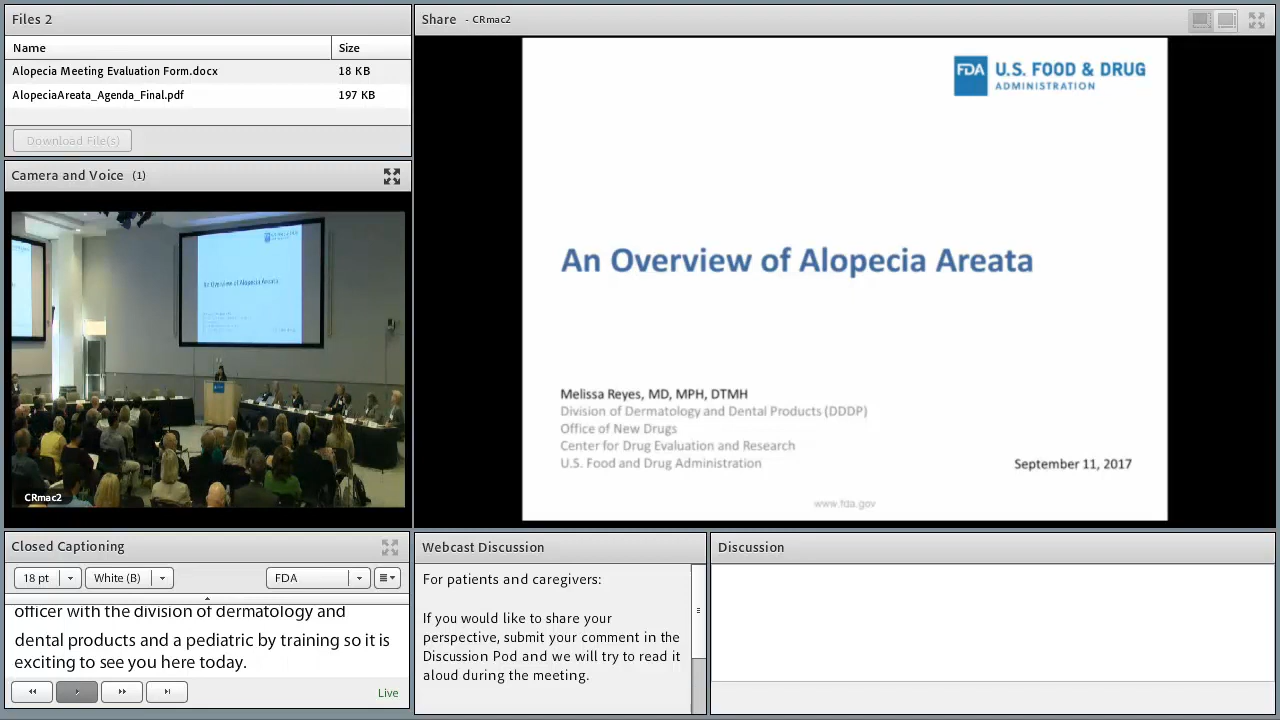 Files 2
Name Size
Alopecia Meeting Evaluation Form.docx 18 KB
AlopeciaAreata_Agenda_Final.pdf 197 KB
Download File(s)
Camera and Voice (1)
An Overview of Alopecia Areata
CRmac2
Share - CRmac2
FDA U.S. FOOD & DRUG
ADMINISTRATION
An Overview of Alopecia Areata
Melissa Reyes, MD, MPH, DTMH
Division of Dermatology and Dental Products (DDDP)
Office of New Drugs
Center for Drug Evaluation and Research
U.S. Food and Drug Administration
September 11, 2017
www.fda.gov
Closed Captioning
18 pt White (B) FDA
officer with the division of dermatology and
dental products and a pediatric by training so it is
exciting to see you here today.
Live
Webcast Discussion
For patients and caregivers:
If you would like to share your
perspective, submit your comment in the
Discussion Pod and we will try to read it
aloud during the meeting.
Discussion